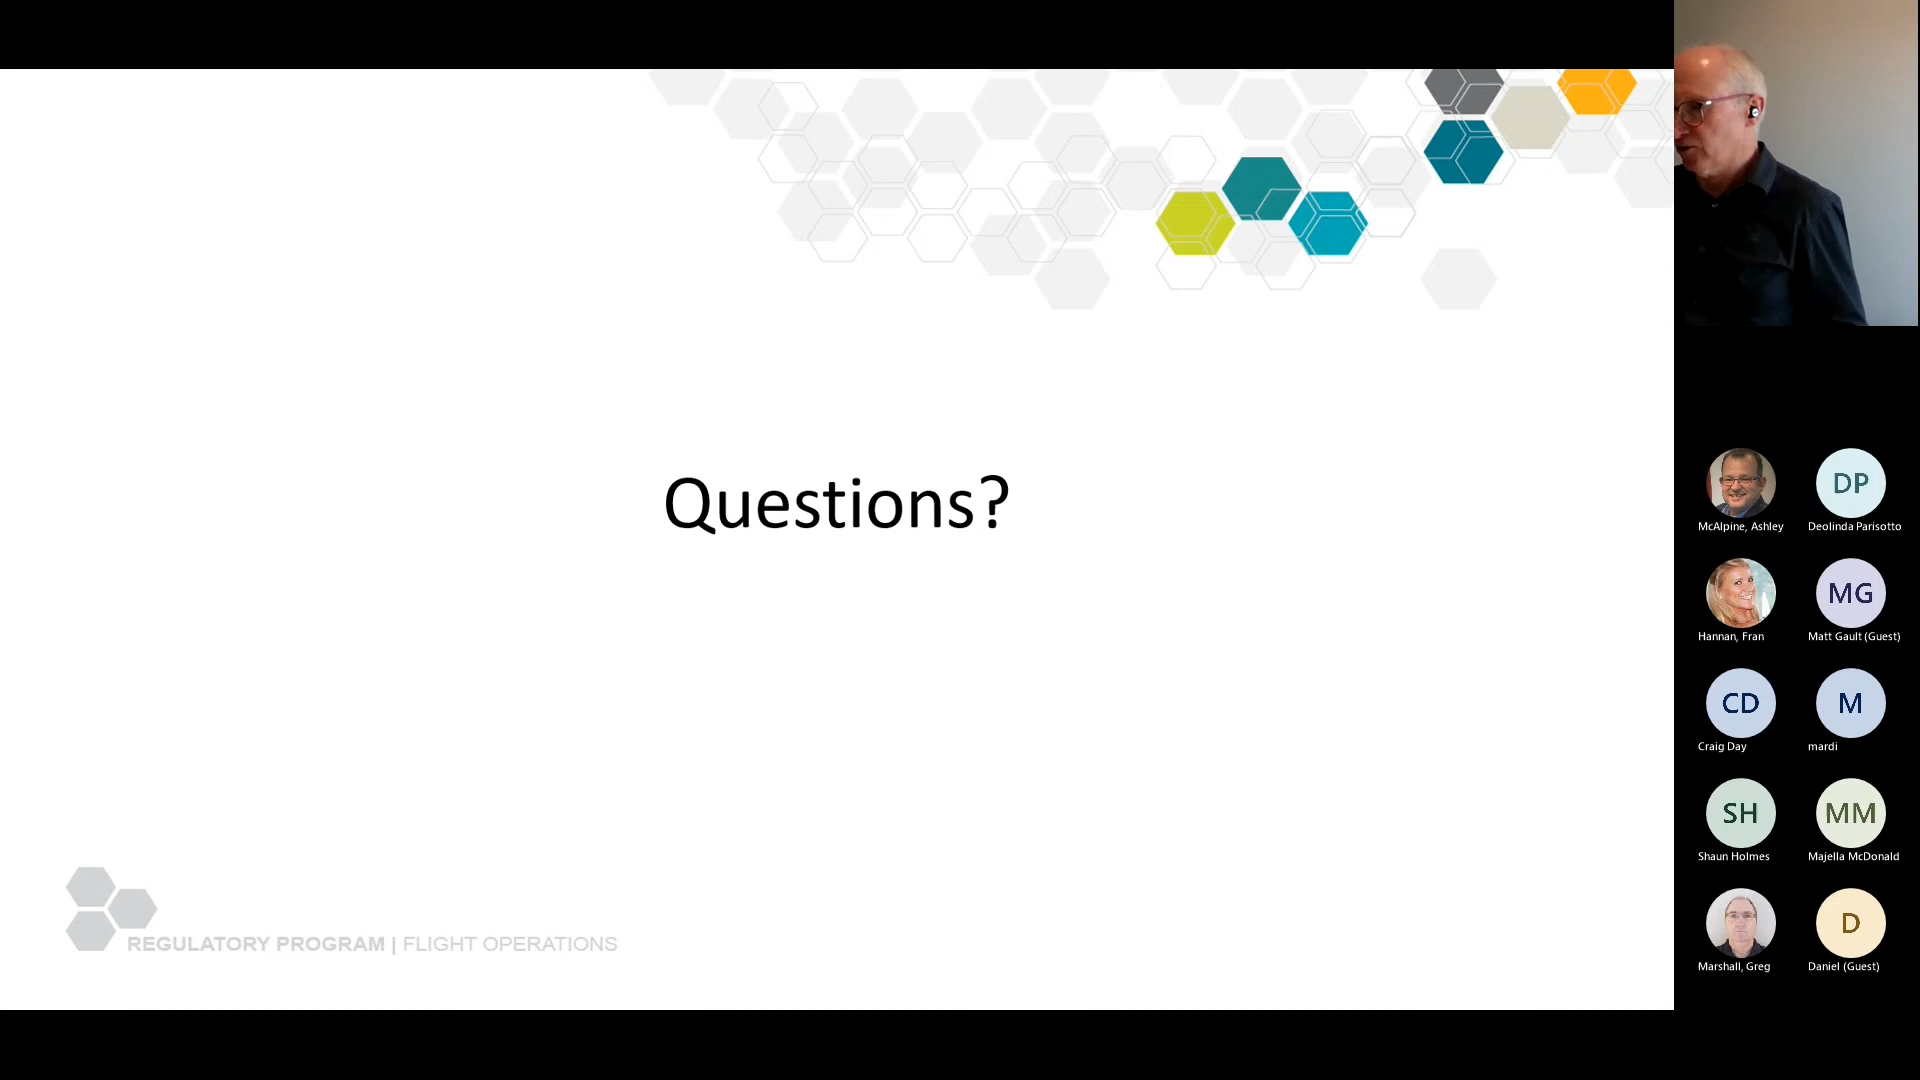 Questions?
REGULATORY PROGRAM | FLIGHT OPERATIONS
McAlpine, Ashley
DP
Deolinda Parisotto
Hannan, Fran
MG
Matt Gault (Guest)
CD
Craig Day
M
mardi
SH
Shaun Holmes
MM
Majella McDonald
Marshall, Greg
D
Daniel (Guest)